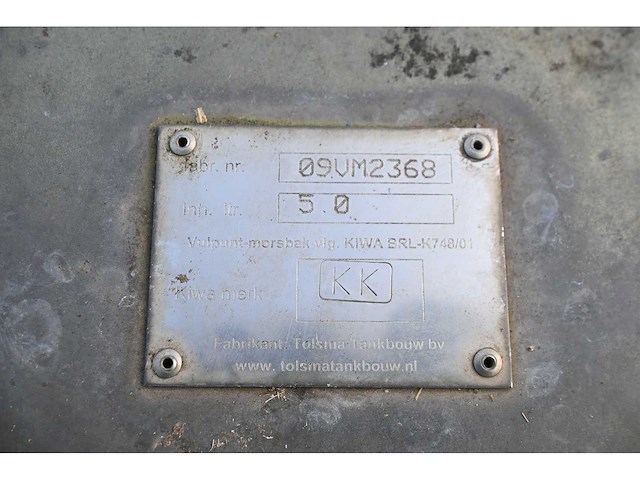 fabr. nr. 09VM2368
Inh. ltr. 5.0
Vulpunt-morsbak vlg. KIWA BRL-K748/01
Kiwa merk KK
Fabrikant: Tolsma tankbouw bv
www.tolsmatankbouw.nl